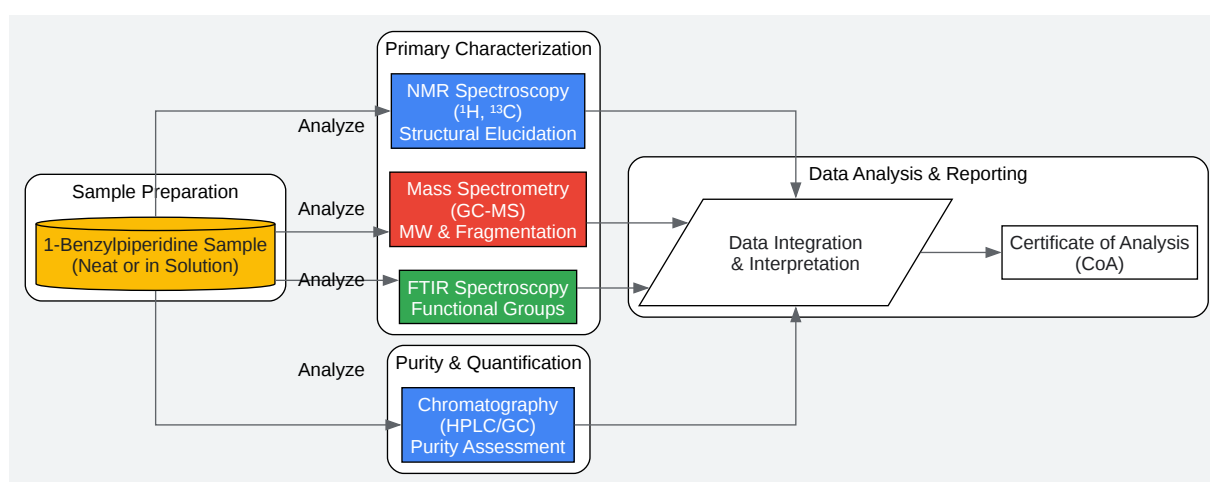 Primary Characterization
NMR Spectroscopy
(¹H, ¹³C)
Structural Elucidation
Analyze
Sample Preparation
1-Benzylpiperidine Sample
(Neat or in Solution)
Analyze
Mass Spectrometry
(GC-MS)
MW & Fragmentation
Analyze
FTIR Spectroscopy
Functional Groups
Analyze
Purity & Quantification
Chromatography
(HPLC/GC)
Purity Assessment
Data Analysis & Reporting
Data Integration
& Interpretation
Certificate of Analysis
(CoA)